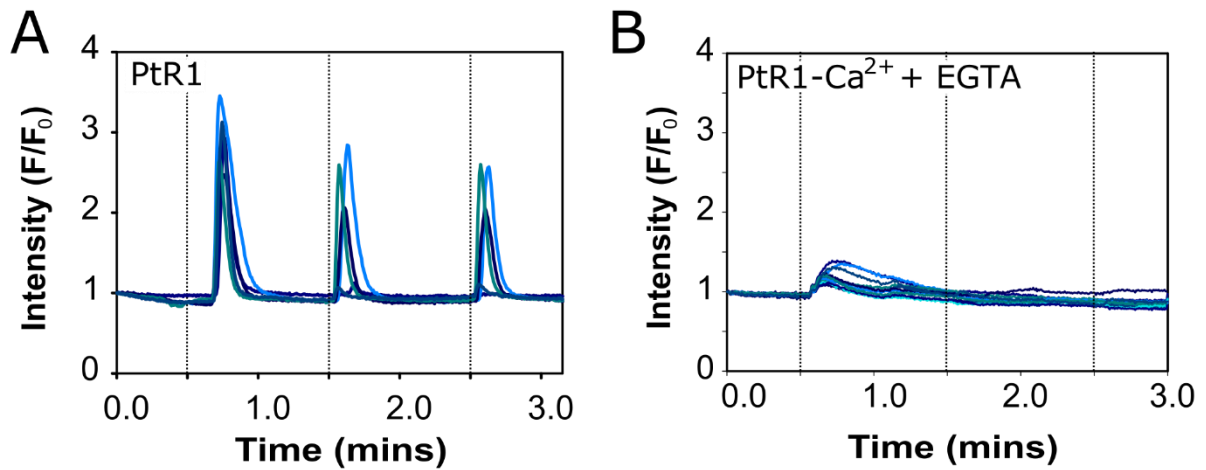 A
PtR1
Intensity (F/F₀)
4
3
2
1
0
0.0 1.0 2.0 3.0
Time (mins)
B
PtR1-Ca²⁺ + EGTA
Intensity (F/F₀)
4
3
2
1
0
0.0 1.0 2.0 3.0
Time (mins)